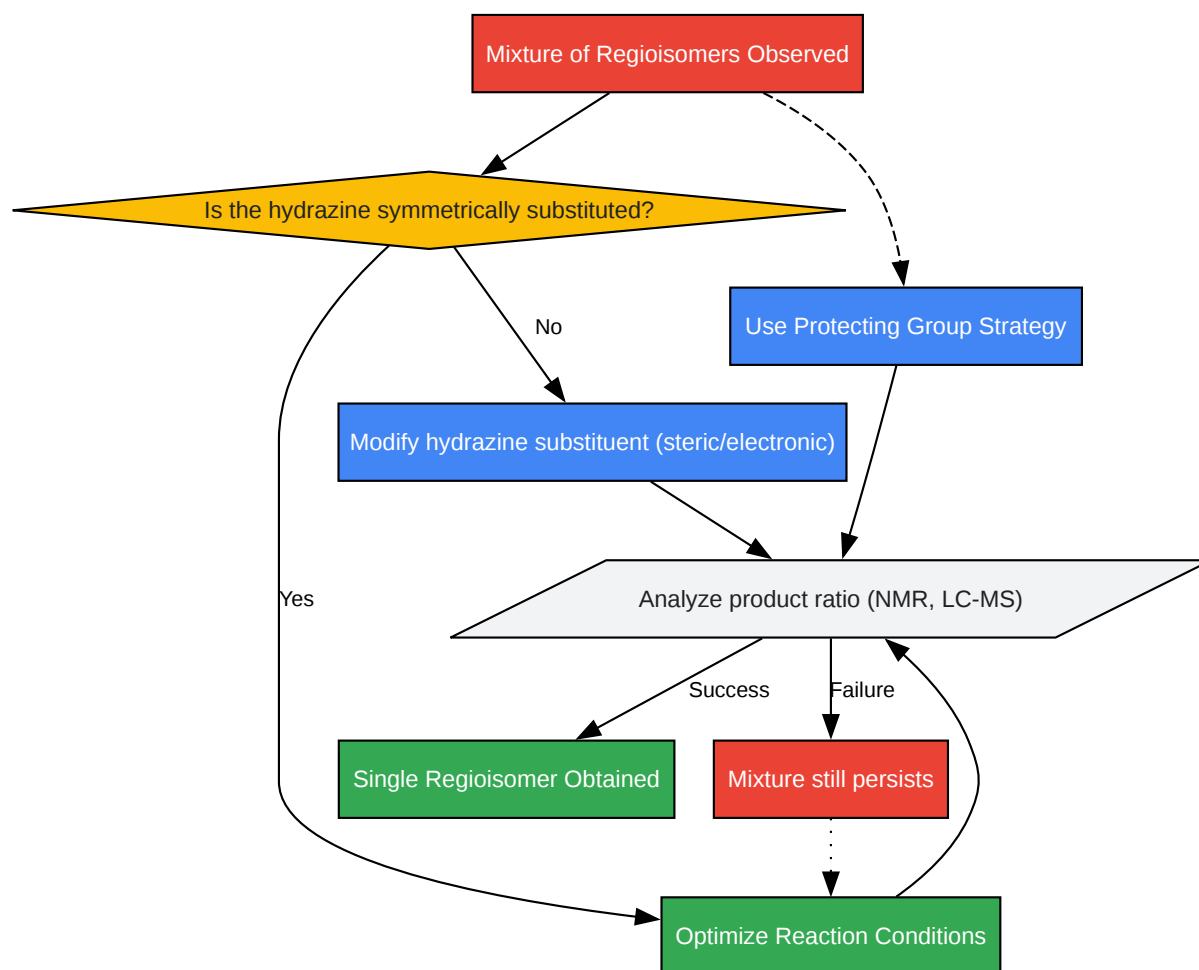 Mixture of Regioisomers Observed
Is the hydrazine symmetrically substituted?
Use Protecting Group Strategy
No
Modify hydrazine substituent (steric/electronic)
Yes
Analyze product ratio (NMR, LC-MS)
Success
Failure
Single Regioisomer Obtained
Mixture still persists
Optimize Reaction Conditions